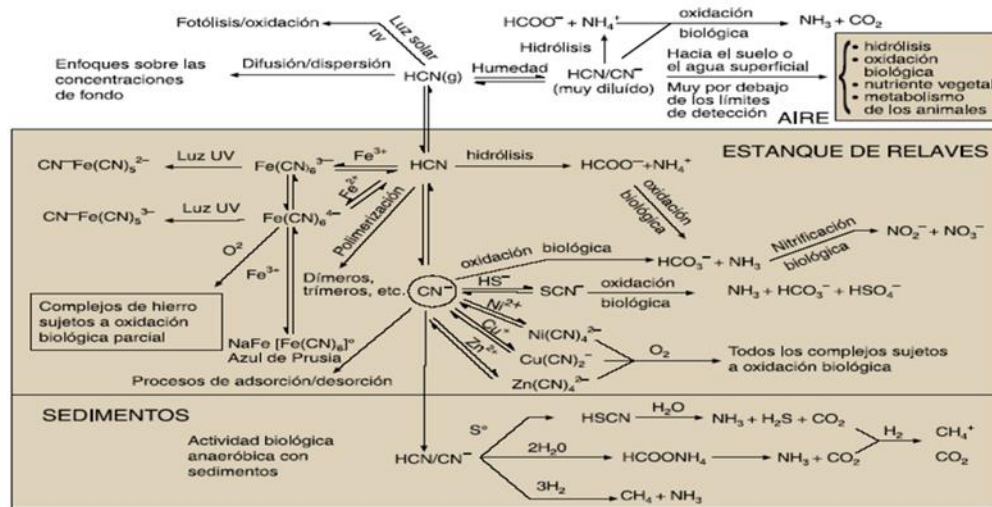 Fotólisis/oxidación
Luz solar
UV
HCOO⁻ + NH₄⁺
oxidación
biológica
NH₃ + CO₂
Enfoques sobre las
concentraciones
de fondo
Difusión/dispersión
HCN(g)
Humedad
Hidrólisis
HCN/CN⁻
(muy diluído)
Hacia el suelo o
el agua superficial
Muy por debajo
de los límites
de detección
• hidrólisis
• oxidación
biológica
• nutriente vegetal
• metabolismo
de los animales
AIRE
ESTANQUE DE RELAVES
CN⁻Fe(CN)₅²⁻
Luz UV
Fe(CN)₆³⁻
Fe³⁺
HCN
hidrólisis
HCOO⁻+NH₄⁺
Fe²⁺
CN⁻Fe(CN)₅³⁻
Luz UV
Fe(CN)₆⁴⁻
Polimerización
oxidación
biológica
O²
Fe³⁻
Dímeros,
trímeros, etc.
CN⁻
oxidación biológica
HCO₃⁻ + NH₃
Nitrificación
biológica
NO₂⁻ + NO₃⁻
HS⁻
SCN⁻
oxidación
biológica
NH₃ + HCO₃⁻ + HSO₄⁻
Complejos de hierro
sujetos a oxidación
biológica parcial
Ni²⁺
Cu⁺
Zn²⁺
Ni(CN)₄²⁻
Cu(CN)₂⁻
Zn(CN)₄²⁻
O₂
Todos los complejos sujetos
a oxidación biológica
NaFe [Fe(CN)₆]°
Azul de Prusia
Procesos de adsorción/desorción
SEDIMENTOS
Actividad biológica
anaeróbica con
sedimentos
HCN/CN⁻
S°
HSCN
H₂O
NH₃ + H₂S + CO₂
2H₂0
HCOONH₄
NH₃ + CO₂
H₂
CH₄⁺
CO₂
3H₂
CH₄ + NH₃